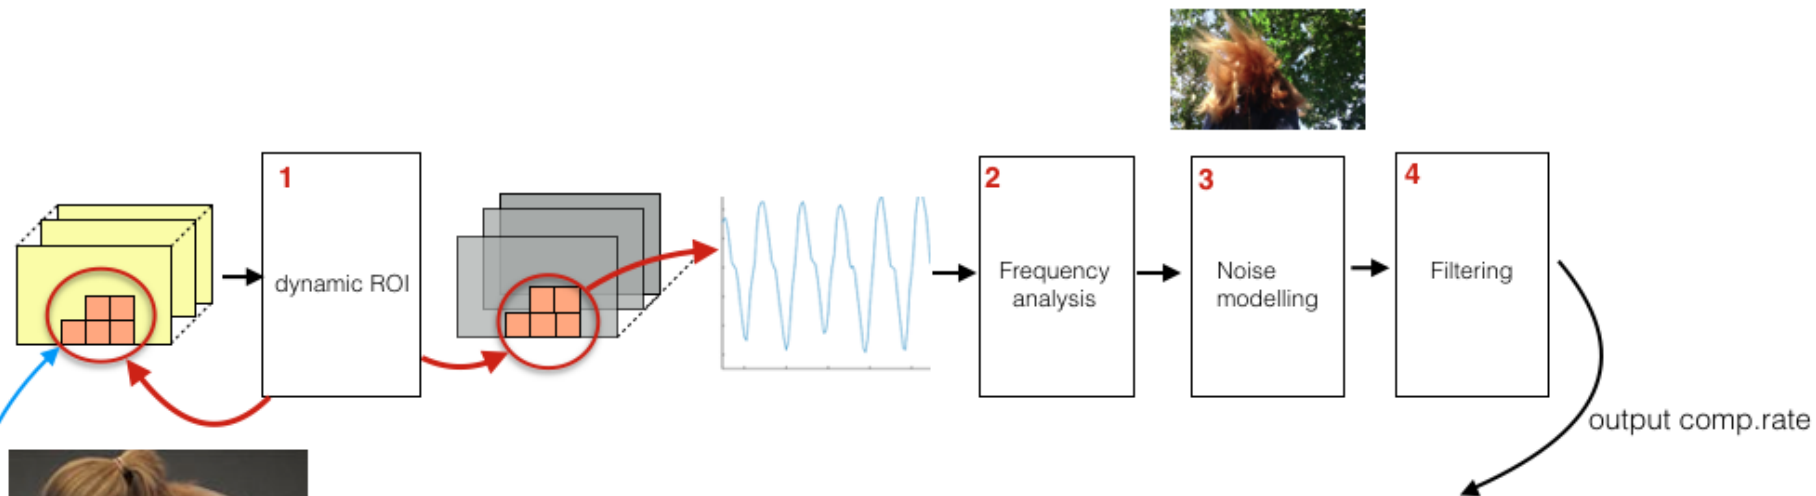 1
dynamic ROI
2
Frequency
analysis
3
Noise
modelling
4
Filtering
output comp.rate